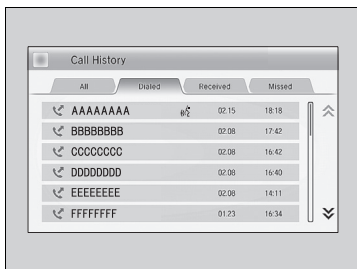 Call History
All Dialed Received Missed
AAAAAAAA 02.15 18:18
BBBBBBBB 02.08 17:42
CCCCCCCC 02.08 16:42
DDDDDDDD 02.08 16:40
EEEEEEEE 02.08 14:11
FFFFFFFF 01.23 16:34